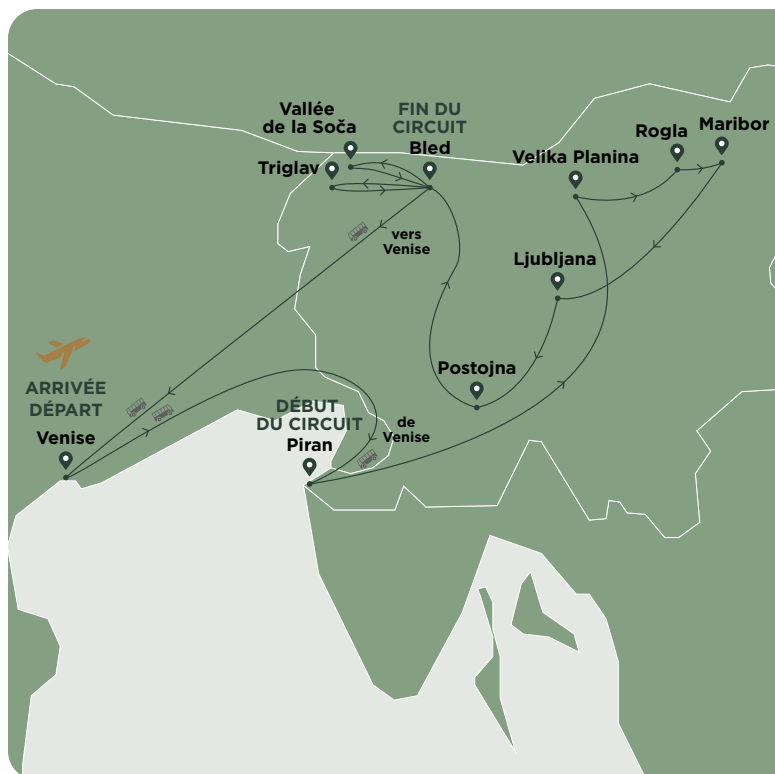 Vallée
de la Soča
FIN DU
CIRCUIT
Bled
Triglav
Velika Planina
Rogla
Maribor
vers
Venise
Ljubljana
ARRIVÉE
DÉPART
Venise
Postojna
DÉBUT
DU CIRCUIT
Piran
de
Venise